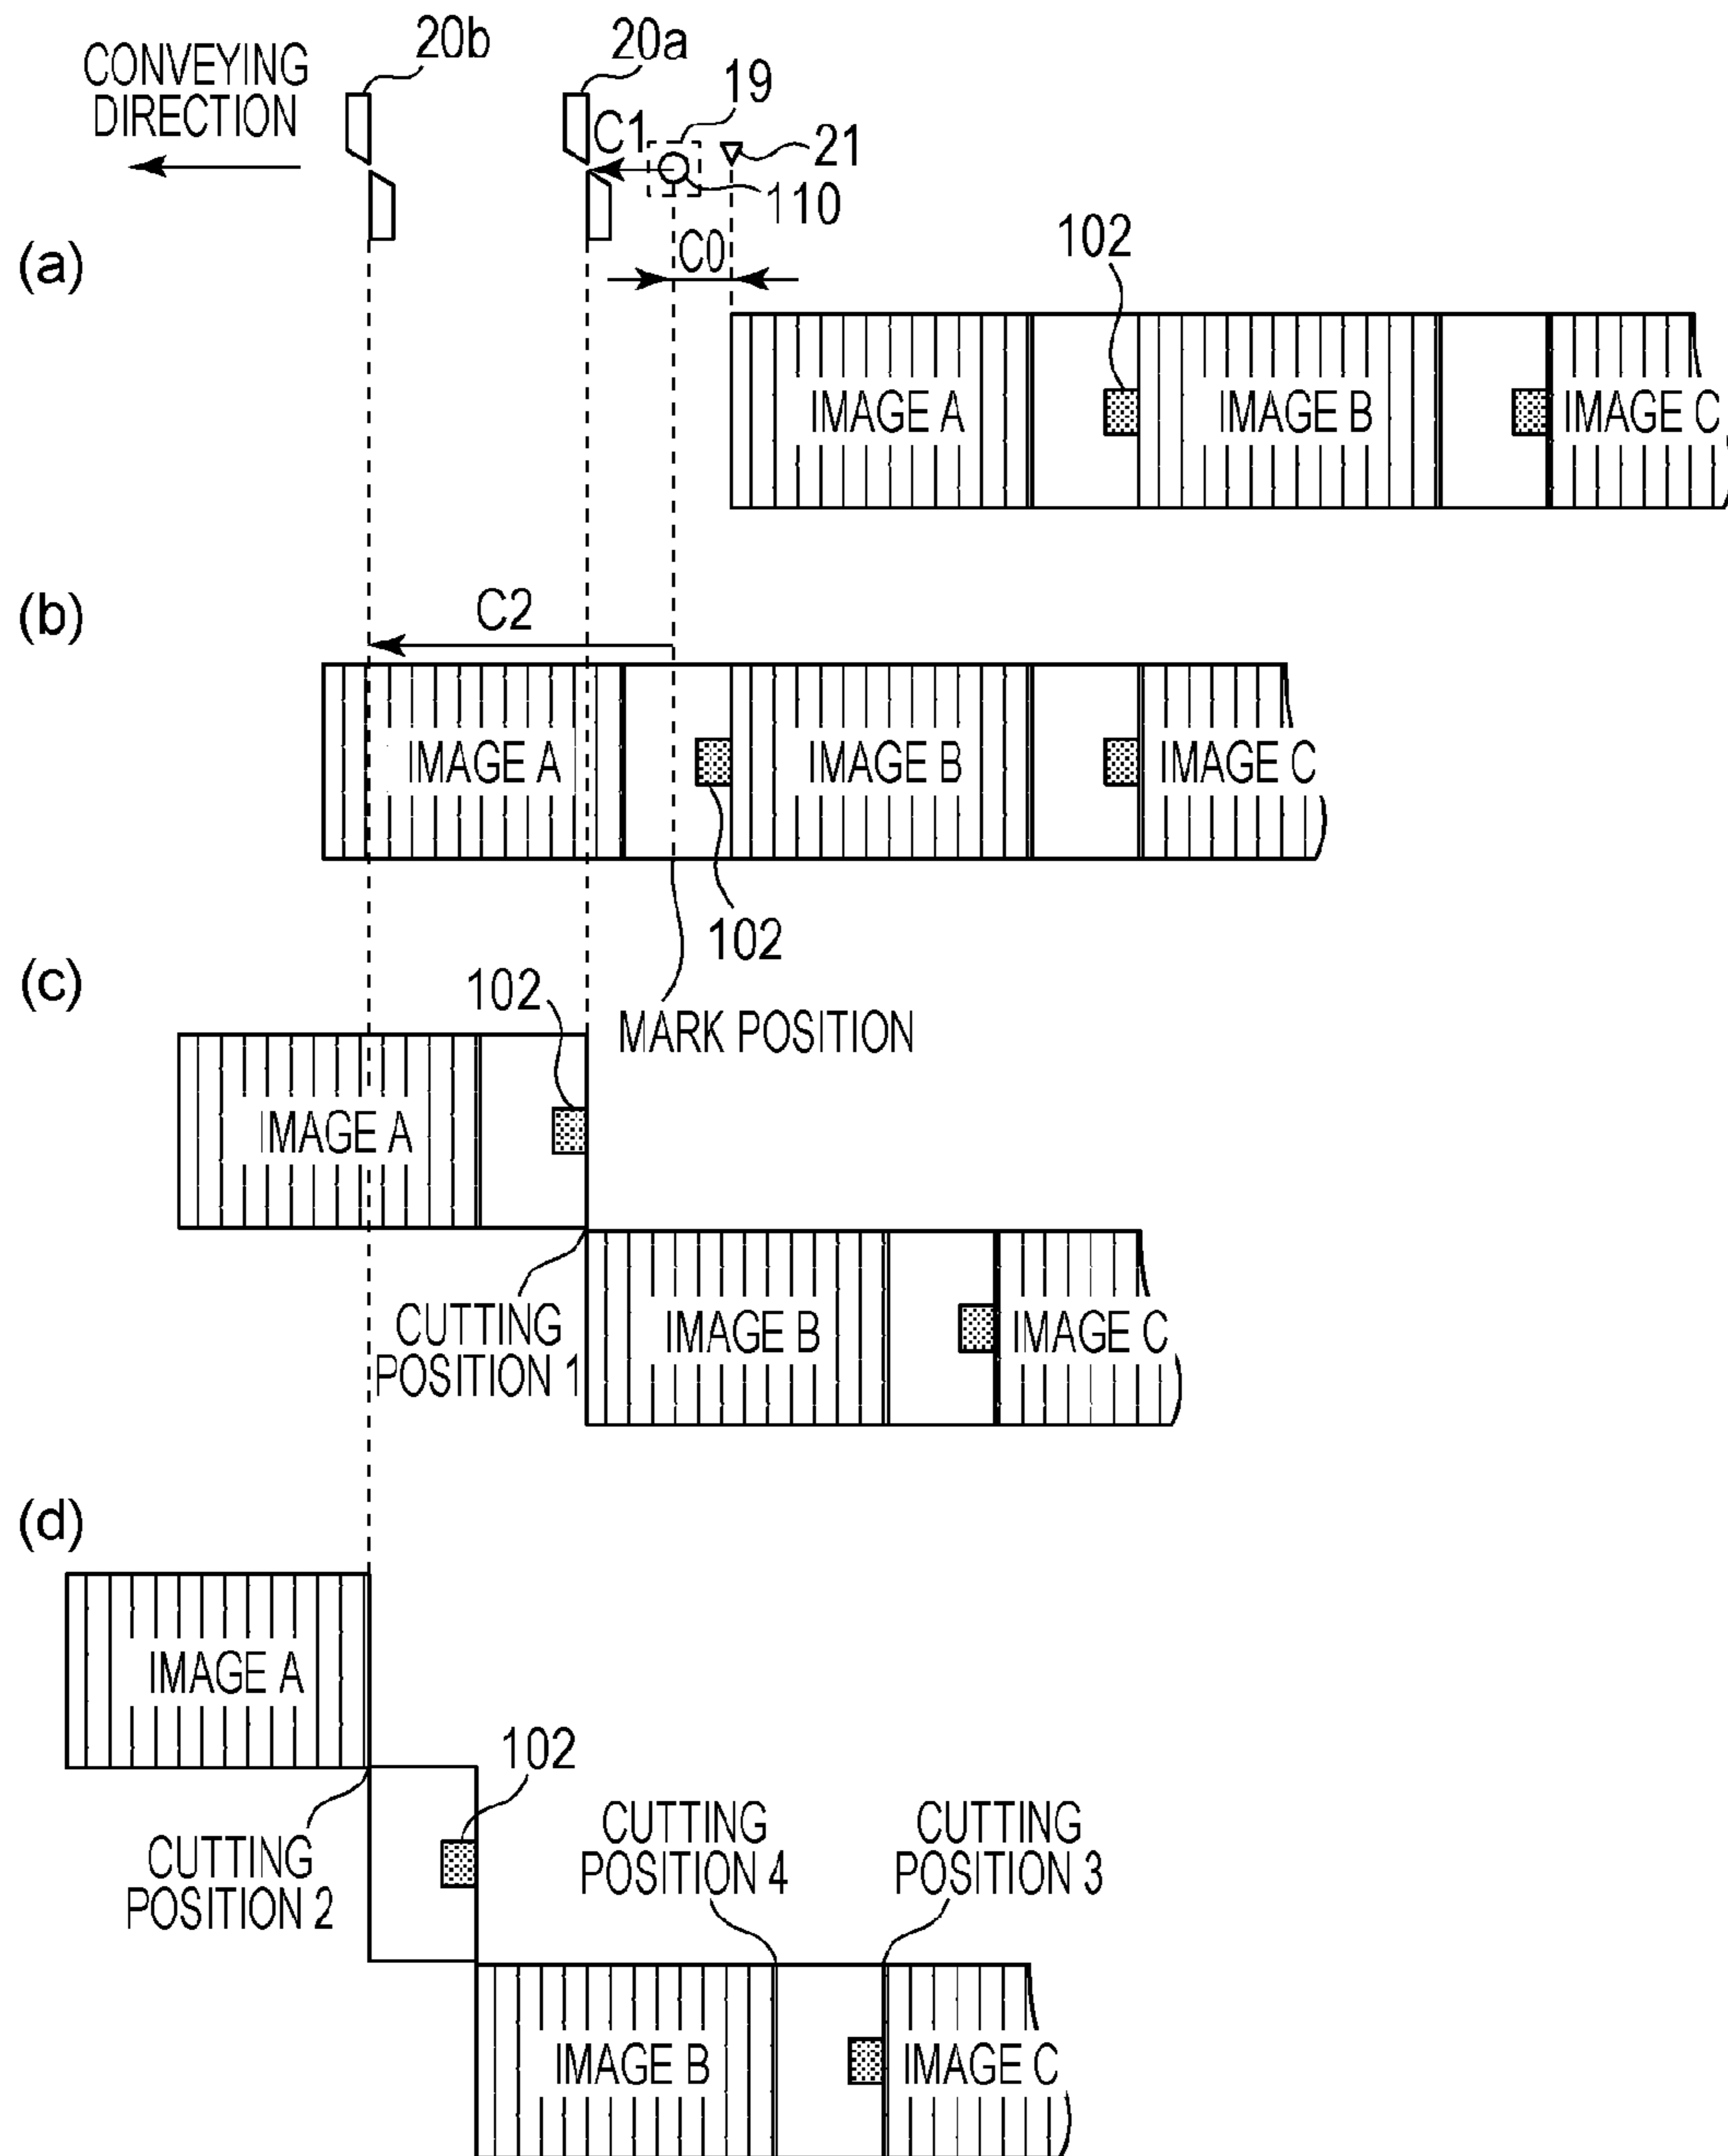 CONVEYING
DIRECTION
20b
20a
19
C1
21
110
C0
102
(a)
IMAGE A
IMAGE B
IMAGE C
(b)
C2
IMAGE A
IMAGE B
IMAGE C
102
MARK POSITION
(c)
102
IMAGE A
CUTTING
POSITION 1
IMAGE B
IMAGE C
(d)
IMAGE A
102
CUTTING
POSITION 2
CUTTING
POSITION 4
CUTTING
POSITION 3
IMAGE B
IMAGE C